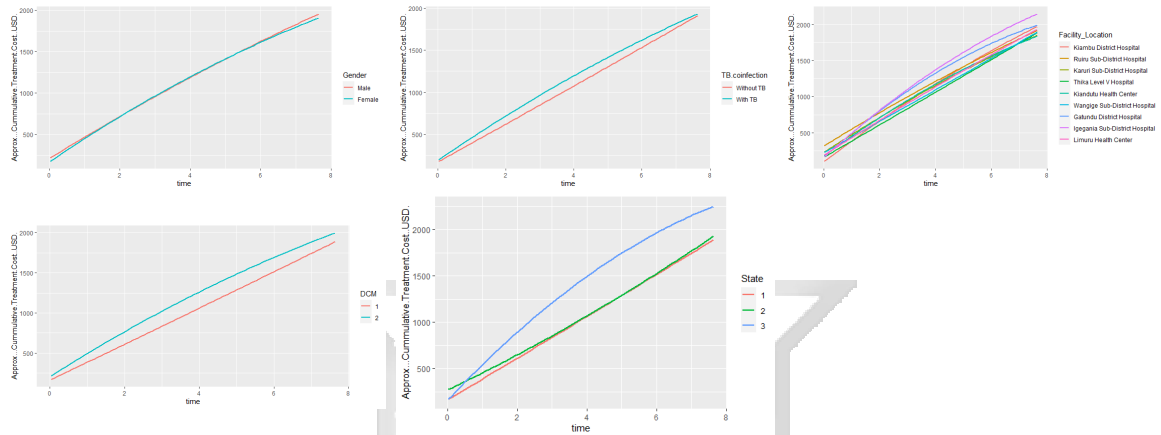 2000
1500
1000
500
0
2
4
6
8
time
Approx...Cummulative.Treatment.Cost..USD.
Gender
Male
Female
2000
1500
1000
500
0
2
4
6
8
time
Approx...Cummulative.Treatment.Cost..USD.
TB.coinfection
Without TB
With TB
2000
1500
1000
500
0
2
4
6
8
time
Approx...Cummulative.Treatment.Cost..USD.
Facility_Location
Kiambu District Hospital
Ruiru Sub-District Hospital
Karuri Sub-District Hospital
Thika Level V Hospital
Kiandutu Health Center
Wangige Sub-District Hospital
Gatundu District Hospital
Igegania Sub-District Hospital
Limuru Health Center
2000
1500
1000
500
0
2
4
6
8
time
Approx...Cummulative.Treatment.Cost..USD.
DCM
1
2
2000
1500
1000
500
0
2
4
6
8
time
Approx...Cummulative.Treatment.Cost..USD.
State
1
2
3